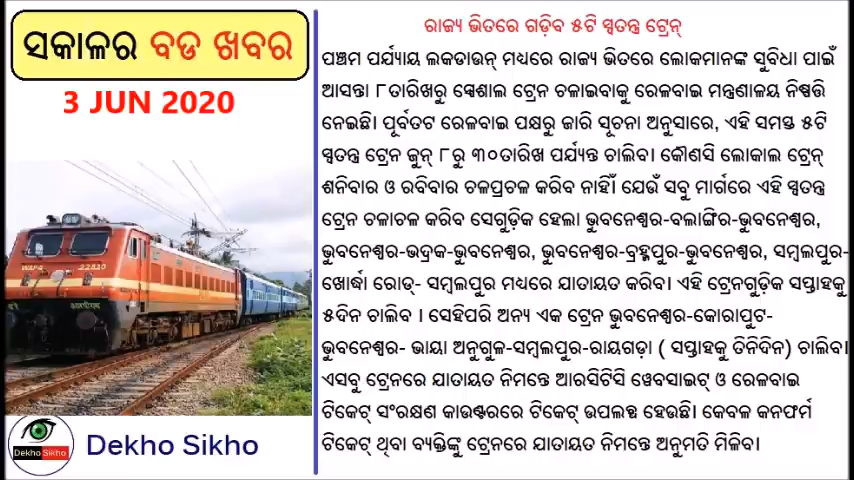 ସକାଳର ବଡ ଖବର
3 JUN 2020
WAP4 22520
Dekho Sikho
Dekho Sikho
ରାଜ୍ୟ ଭିତରେ ଗଡ଼ିବ ୫ଟି ସ୍ୱତନ୍ତ୍ର ଟ୍ରେନ୍
ପଞ୍ଚମ ପର୍ଯ୍ୟାୟ ଲକଡାଉନ୍ ମଧ୍ୟରେ ରାଜ୍ୟ ଭିତରେ ଲୋକମାନଙ୍କ ସୁବିଧା ପାଇଁ
ଆସନ୍ତା ୮ତାରିଖରୁ ସ୍ପେଶାଲ ଟ୍ରେନ ଚଳାଇବାକୁ ରେଳବାଇ ମନ୍ତ୍ରଣାଳୟ ନିଷ୍ପତ୍ତି
ନେଇଛି। ପୂର୍ବତଟ ରେଳବାଇ ପକ୍ଷରୁ ଜାରି ସୂଚନା ଅନୁସାରେ, ଏହି ସମସ୍ତ ୫ଟି
ସ୍ୱତନ୍ତ୍ର ଟ୍ରେନ ଜୁନ୍ ୮ରୁ ୩୦ତାରିଖ ପର୍ଯ୍ୟନ୍ତ ଚାଲିବ। କୌଣସି ଲୋକାଲ ଟ୍ରେନ୍
ଶନିବାର ଓ ରବିବାର ଚଳପ୍ରଚଳ କରିବ ନାହିଁ। ଯେଉଁ ସବୁ ମାର୍ଗରେ ଏହି ସ୍ୱତନ୍ତ୍ର
ଟ୍ରେନ ଚଳାଚଳ କରିବ ସେଗୁଡ଼ିକ ହେଲା ଭୁବନେଶ୍ୱର-ବଲାଙ୍ଗିର-ଭୁବନେଶ୍ୱର,
ଭୁବନେଶ୍ୱର-ଭଦ୍ରକ-ଭୁବନେଶ୍ୱର, ଭୁବନେଶ୍ୱର-ବ୍ରହ୍ମପୁର-ଭୁବନେଶ୍ୱର, ସମ୍ବଲପୁର-
ଖୋର୍ଦ୍ଧା ରୋଡ୍- ସମ୍ବଲପୁର ମଧ୍ୟରେ ଯାତାୟତ କରିବ। ଏହି ଟ୍ରେନଗୁଡ଼ିକ ସପ୍ତାହକୁ
୫ଦିନ ଚାଲିବ । ସେହିପରି ଅନ୍ୟ ଏକ ଟ୍ରେନ ଭୁବନେଶ୍ୱର-କୋରାପୁଟ-
ଭୁବନେଶ୍ୱର- ଭାୟା ଅନୁଗୁଳ-ସମ୍ବଲପୁର-ରାୟଗଡ଼ା ( ସପ୍ତାହକୁ ତିନିଦିନ) ଚାଲିବ।
ଏସବୁ ଟ୍ରେନରେ ଯାତାୟତ ନିମନ୍ତେ ଆରସିଟିସି ୱେବସାଇଟ୍ ଓ ରେଳବାଇ
ଟିକେଟ୍ ସଂରକ୍ଷଣ କାଉଣ୍ଟରରେ ଟିକେଟ୍ ଉପଲବ୍ଧ ହେଉଛି। କେବଳ କନଫର୍ମ
ଟିକେଟ୍ ଥିବା ବ୍ୟକ୍ତିଙ୍କୁ ଟ୍ରେନରେ ଯାତାୟତ ନିମନ୍ତେ ଅନୁମତି ମିଳିବ।